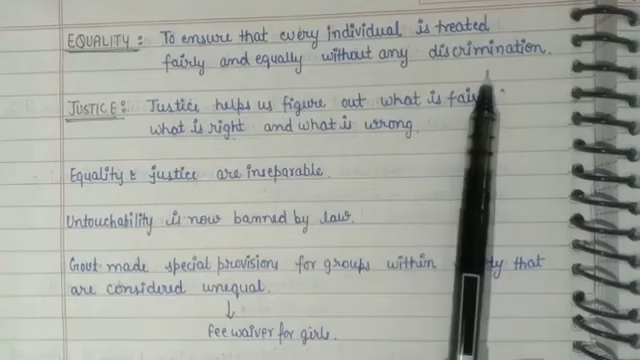 EQUALITY: To ensure that every individual is treated
fairly and equally without any discrimination.
JUSTICE: Justice helps us figure out what is fair
what is right and what is wrong.
Equality & justice are inseparable.
Untouchability is now banned by law.
Govt made special provisions for groups within that
are considered unequal.
↓
fee waiver for girls.